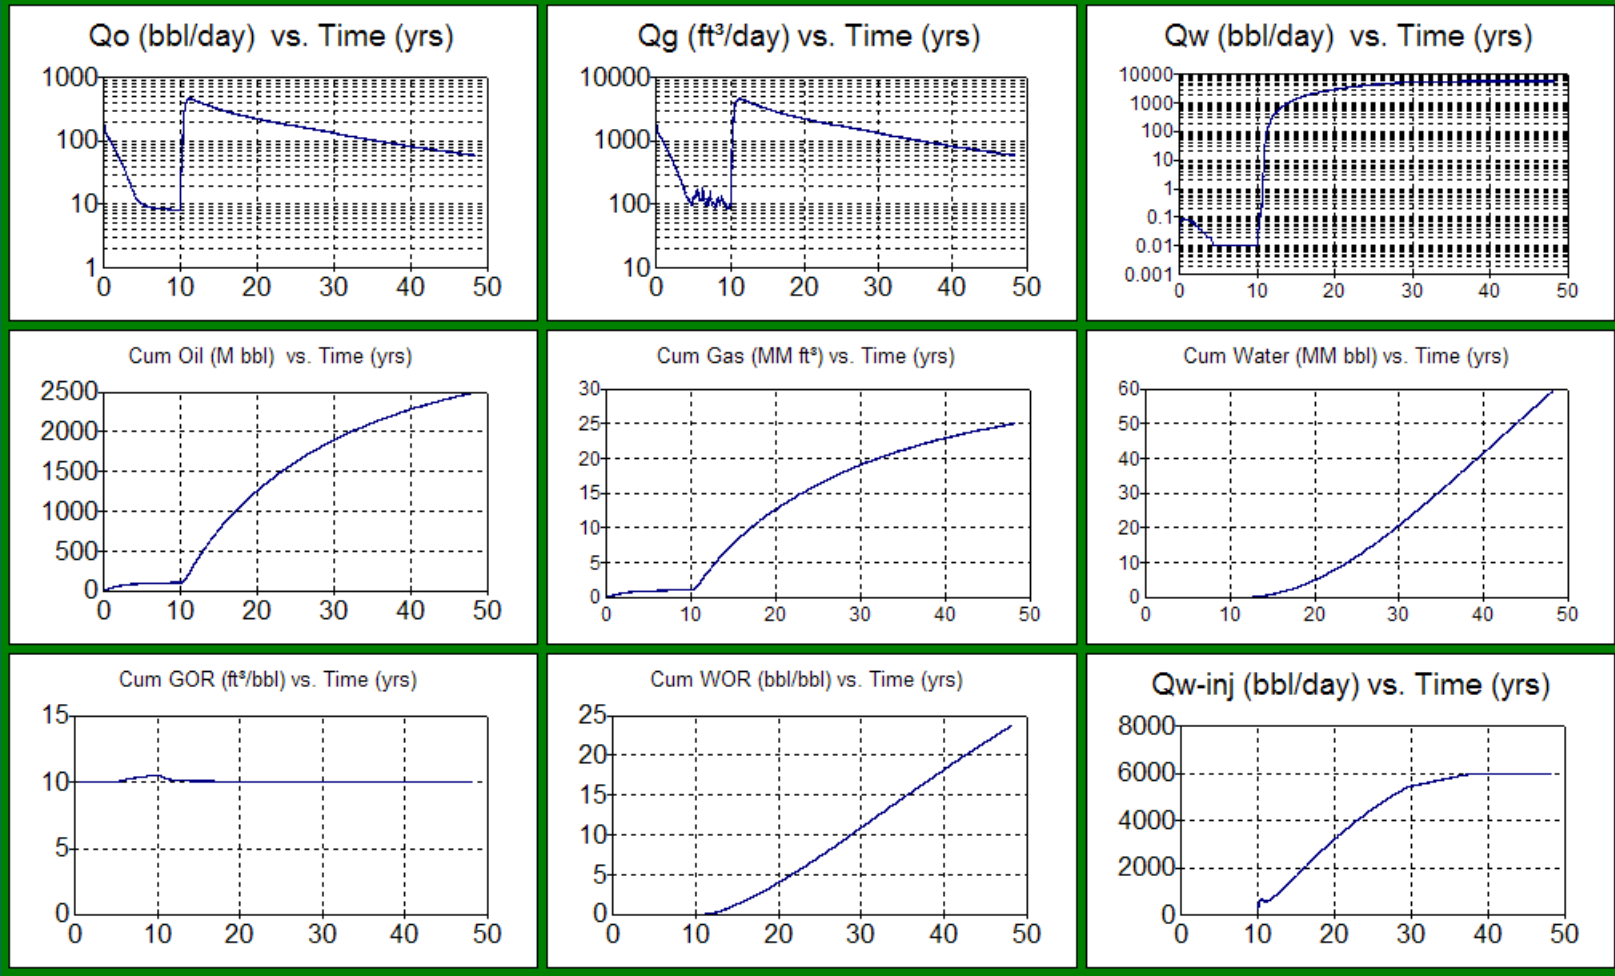 Qo (bbl/day) vs. Time (yrs)
1000
100
10
1
0 10 20 30 40 50
Qg (ft³/day) vs. Time (yrs)
10000
1000
100
10
0 10 20 30 40 50
Qw (bbl/day) vs. Time (yrs)
10000
1000
100
10
1
0.1
0.01
0.001
0 10 20 30 40 50
Cum Oil (M bbl) vs. Time (yrs)
2500
2000
1500
1000
500
0
0 10 20 30 40 50
Cum Gas (MM ft³) vs. Time (yrs)
30
25
20
15
10
5
0
0 10 20 30 40 50
Cum Water (MM bbl) vs. Time (yrs)
60
50
40
30
20
10
0
0 10 20 30 40 50
Cum GOR (ft³/bbl) vs. Time (yrs)
15
10
5
0
0 10 20 30 40 50
Cum WOR (bbl/bbl) vs. Time (yrs)
25
20
15
10
5
0
0 10 20 30 40 50
Qw-inj (bbl/day) vs. Time (yrs)
8000
6000
4000
2000
0
0 10 20 30 40 50